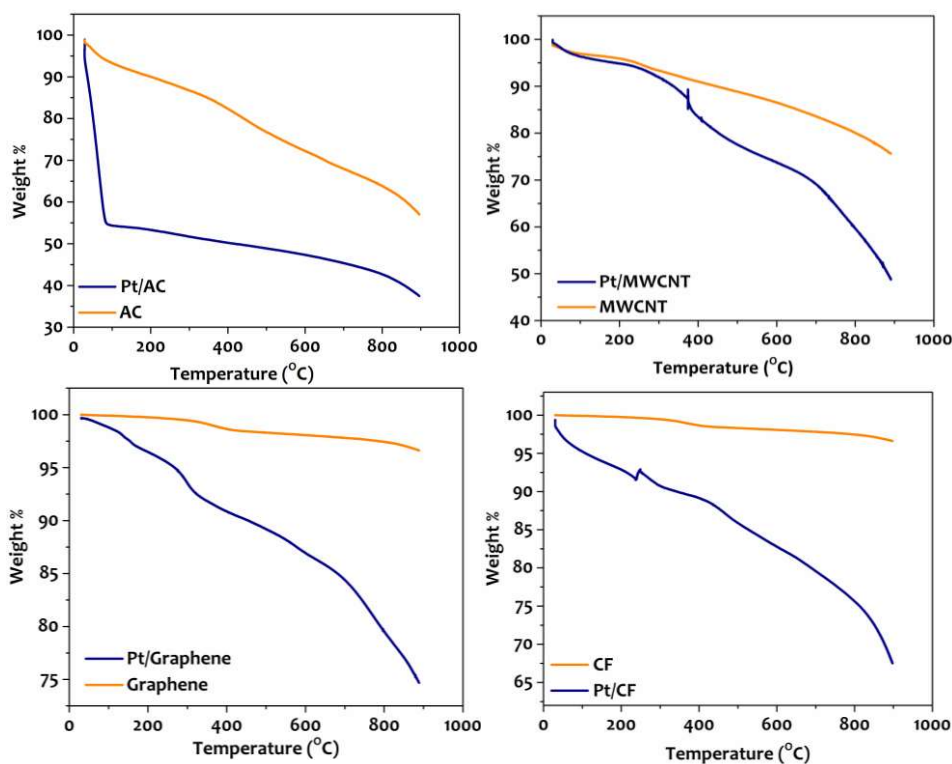 100
90
80
70
60
50
40
30
Weight %
Pt/AC
AC
0 200 400 600 800 1000
Temperature (°C)
100
90
80
70
60
50
40
Weight %
Pt/MWCNT
MWCNT
0 200 400 600 800 1000
Temperature (°C)
100
95
90
85
80
75
Weight %
Pt/Graphene
Graphene
0 200 400 600 800 1000
Temperature (°C)
100
95
90
85
80
75
70
65
Weight %
CF
Pt/CF
0 200 400 600 800 1000
Temperature (°C)